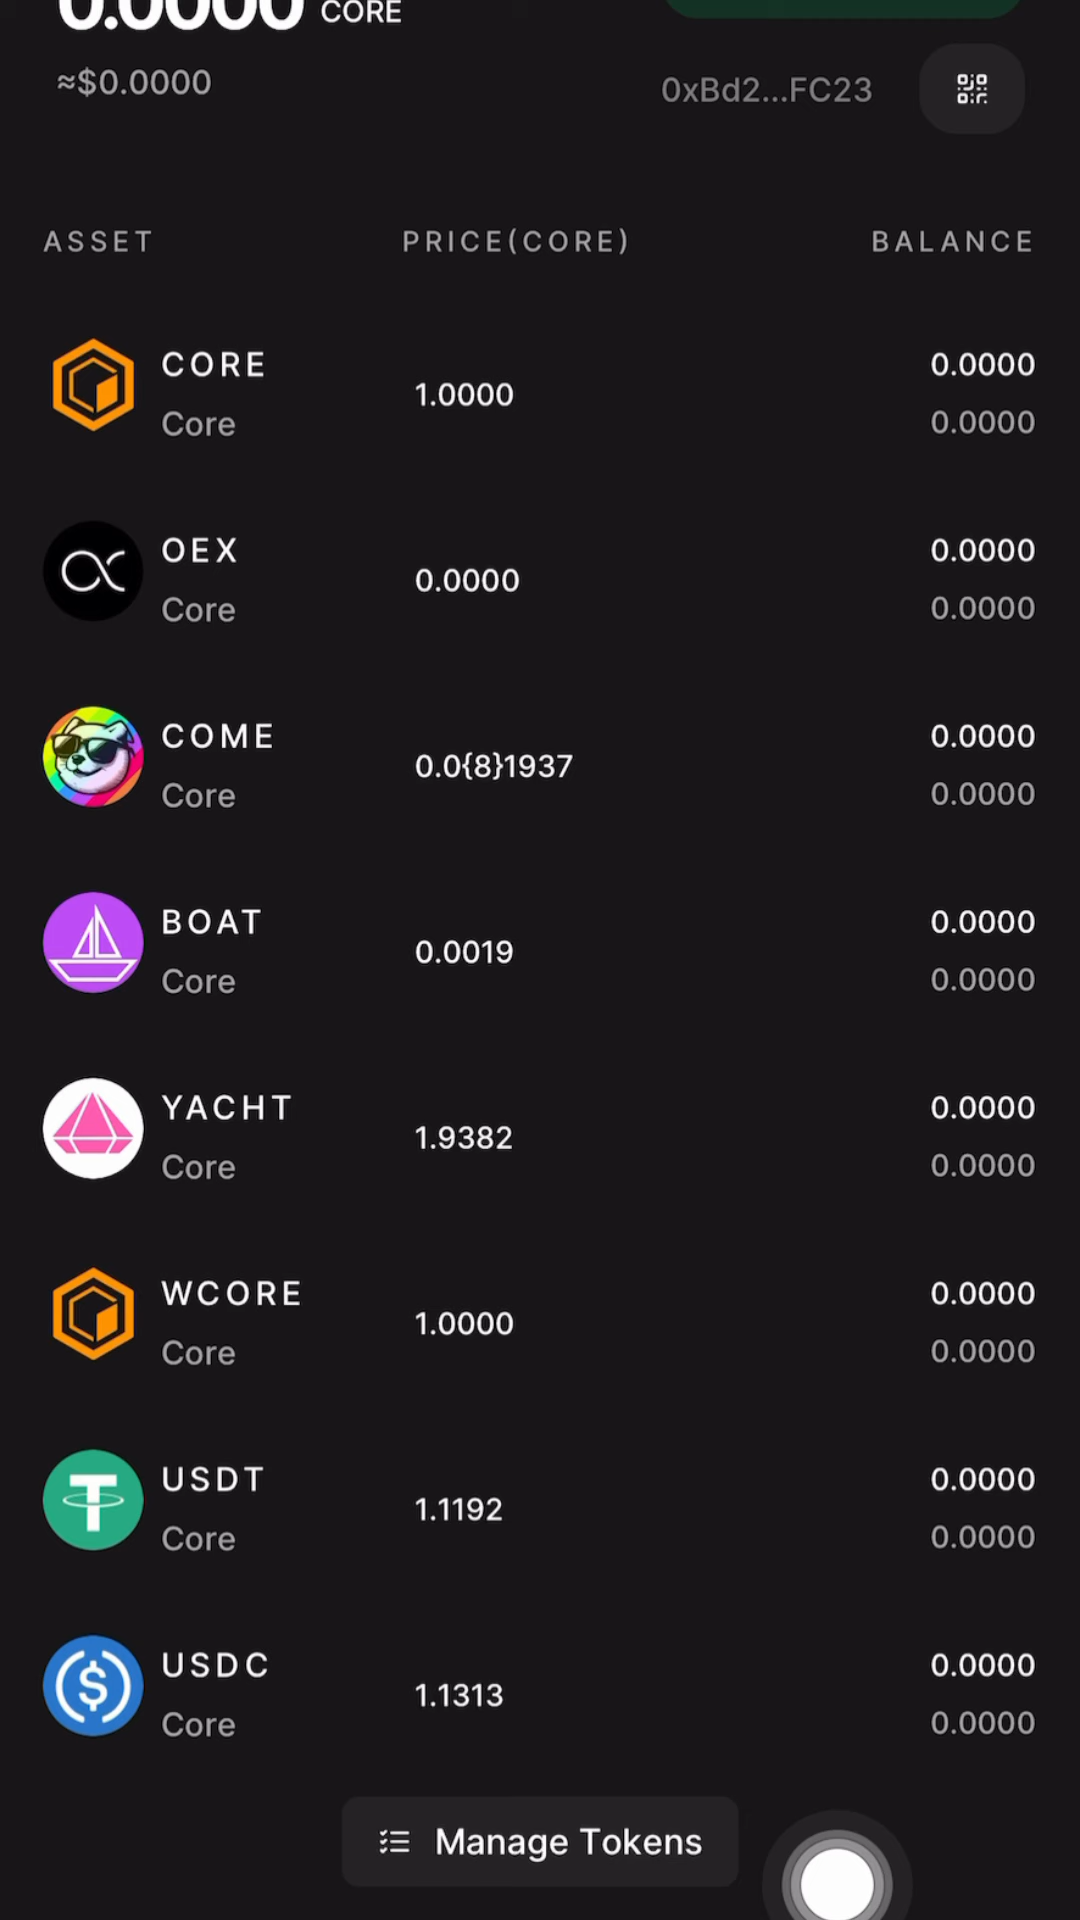 0.0000 CORE
≈$0.0000
0xBd2...FC23
ASSET PRICE(CORE) BALANCE
CORE 0.0000
Core 1.0000 0.0000
OEX 0.0000
Core 0.0000 0.0000
COME 0.0000
Core 0.0{8}1937 0.0000
BOAT 0.0000
Core 0.0019 0.0000
YACHT 0.0000
Core 1.9382 0.0000
WCORE 0.0000
Core 1.0000 0.0000
USDT 0.0000
Core 1.1192 0.0000
USDC 0.0000
Core 1.1313 0.0000
Manage Tokens